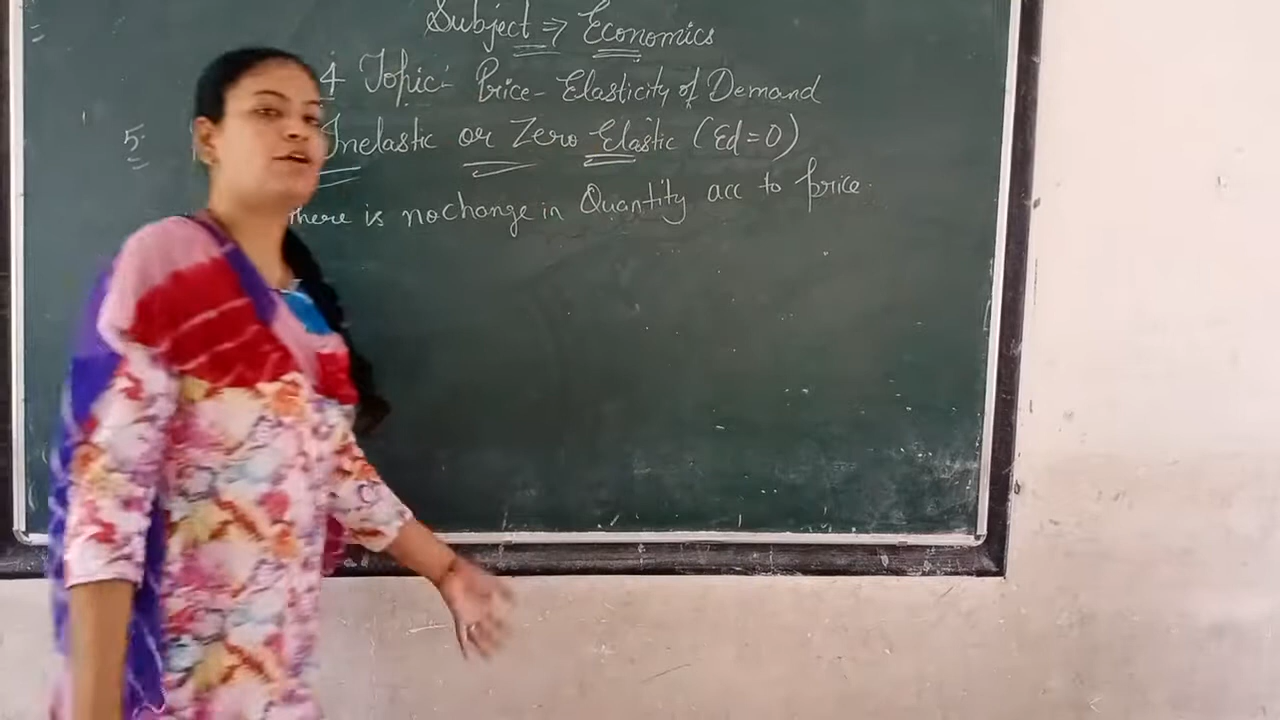 Subject => Economics
4 Topic:- Price-Elasticity of Demand
5. Inelastic or Zero Elastic (Ed=0)
there is no change in Quantity acc to price.